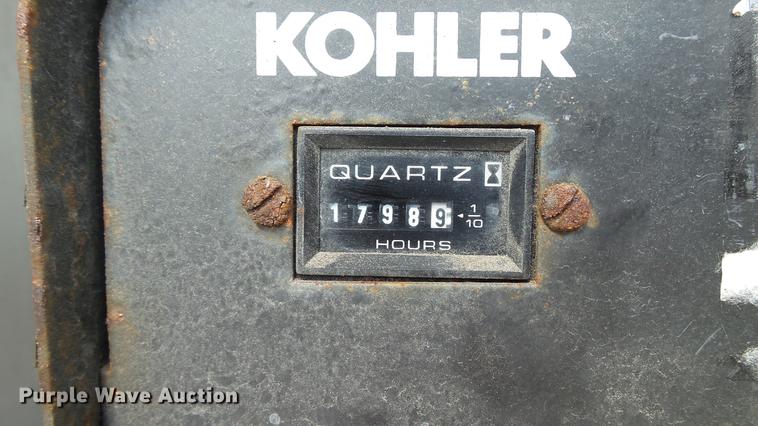 KOHLER
QUARTZ
17989 1/10
HOURS
Purple Wave Auction